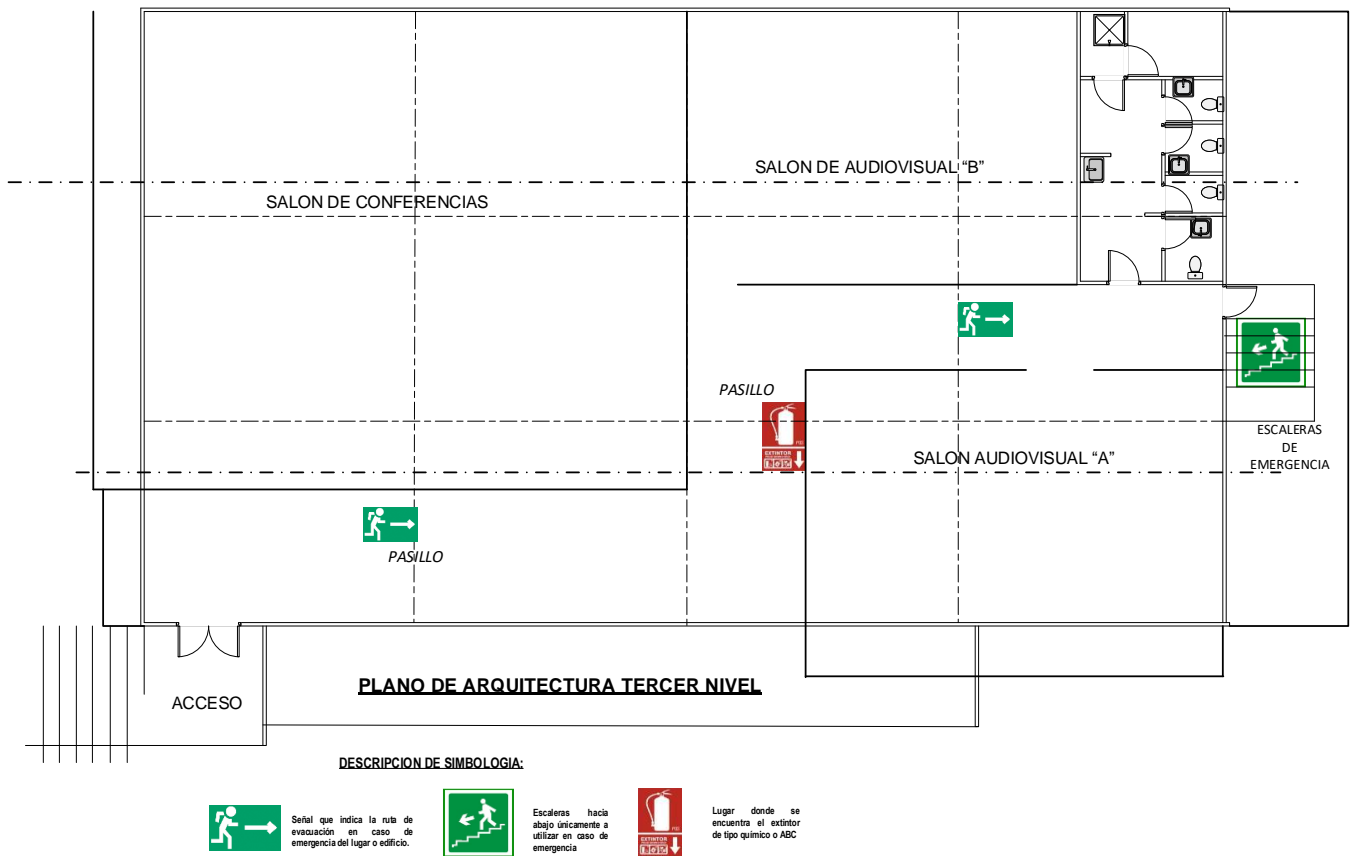 SALON DE AUDIOVISUAL “B”
SALON DE CONFERENCIAS
PASILLO
EXTINTOR
ESCALERAS
DE
EMERGENCIA
SALON AUDIOVISUAL “A”
PASILLO
PLANO DE ARQUITECTURA TERCER NIVEL
ACCESO
DESCRIPCION DE SIMBOLOGIA:
Señal que indica la ruta de
evacuación en caso de
emergencia del lugar o edificio.
Escaleras hacia
abajo únicamente a
utilizar en caso de
emergencia
EXTINTOR
Lugar donde se
encuentra el extintor
de tipo químico o ABC